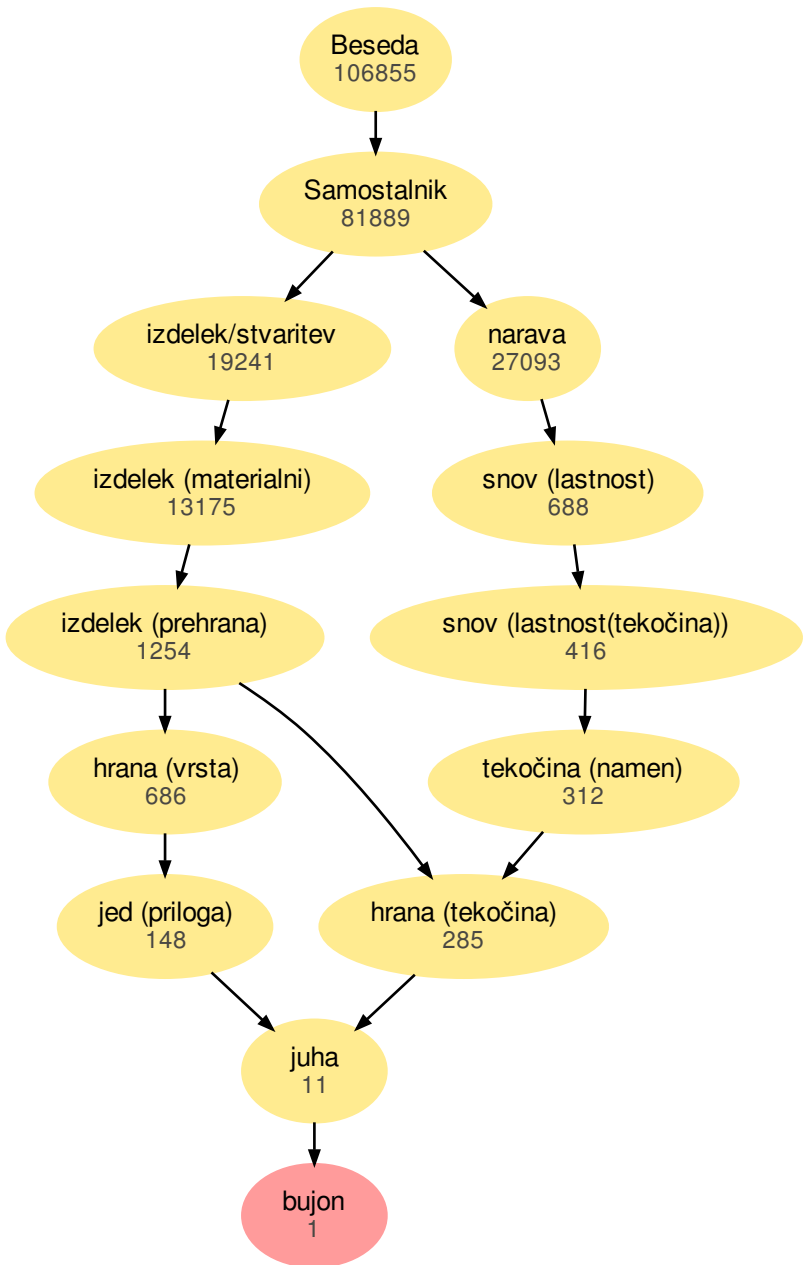 Beseda
106855
Samostalnik
81889
izdelek/stvaritev
19241
narava
27093
izdelek (materialni)
13175
snov (lastnost)
688
izdelek (prehrana)
1254
snov (lastnost(tekočina))
416
hrana (vrsta)
686
tekočina (namen)
312
jed (priloga)
148
hrana (tekočina)
285
juha
11
bujon
1